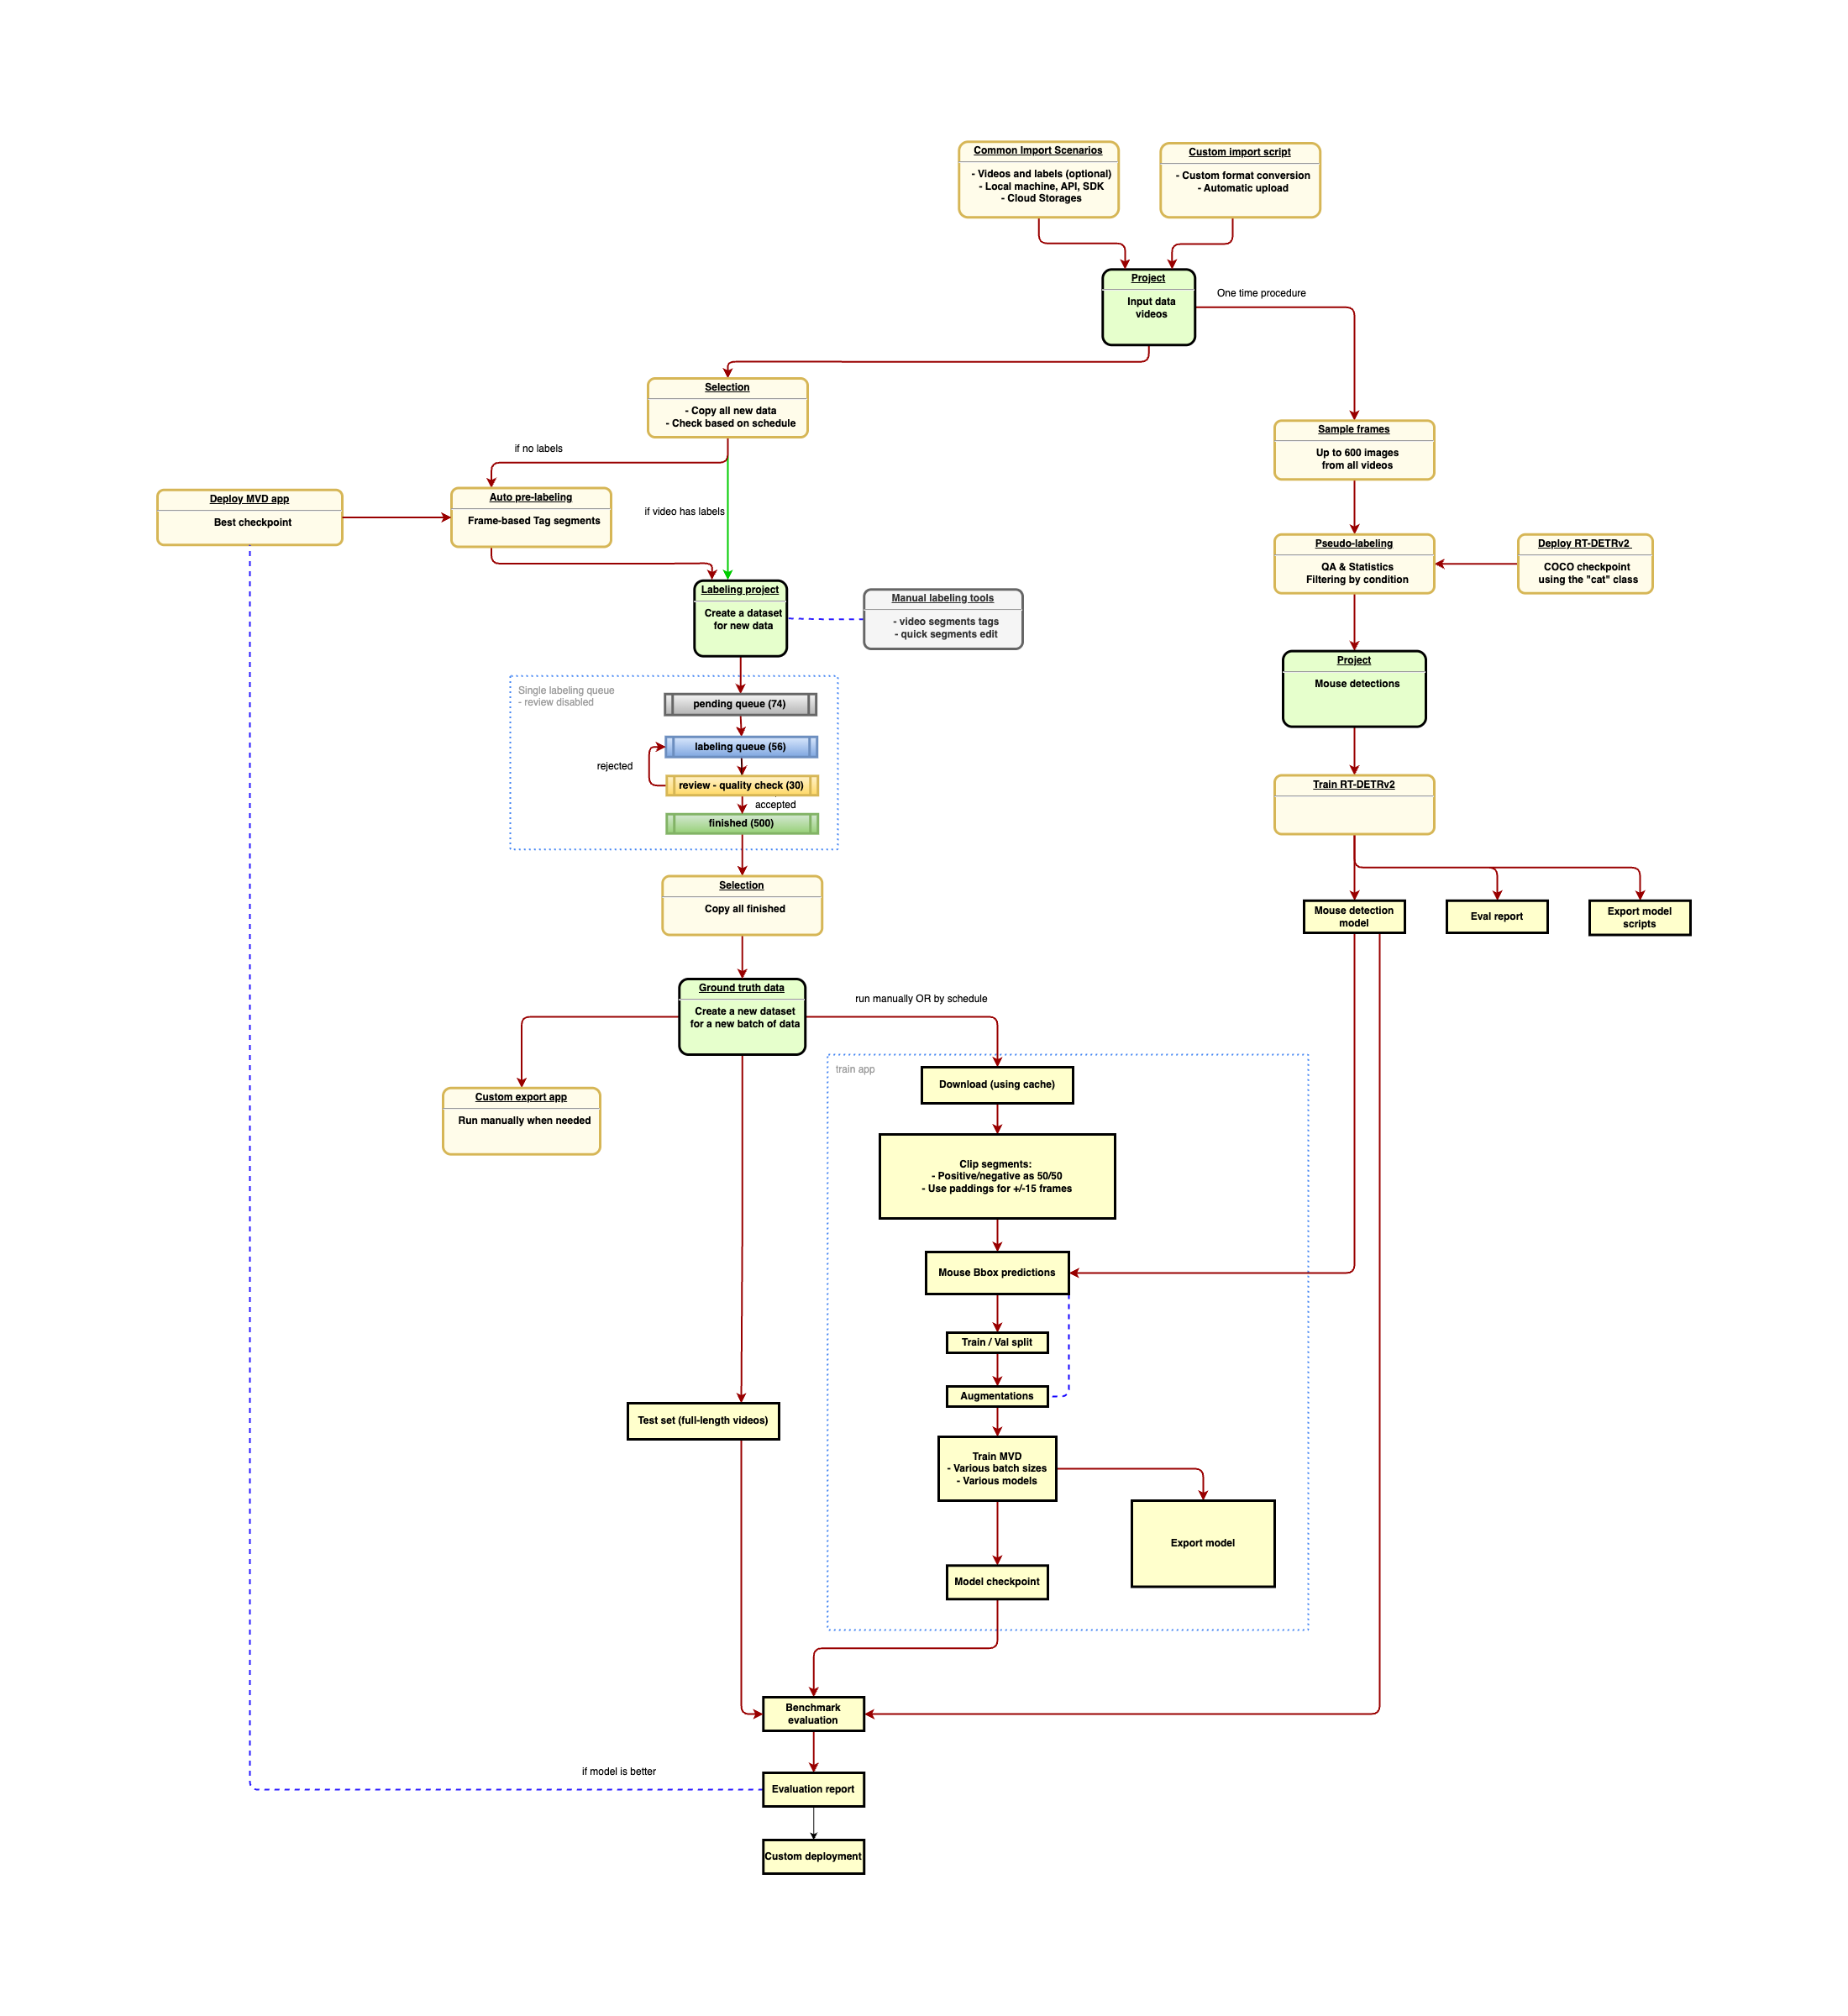 Common Import Scenarios
- Videos and labels (optional)
- Local machine, API, SDK
- Cloud Storages
Custom import script
- Custom format conversion
- Automatic upload
Project
Input data
videos
One time procedure
Selection
- Copy all new data
- Check based on schedule
if no labels
Sample frames
Up to 600 images
from all videos
Deploy MVD app
Best checkpoint
Auto pre-labeling
Frame-based Tag segments
if video has labels
Pseudo-labeling
QA & Statistics
Filtering by condition
Deploy RT-DETRv2
COCO checkpoint
using the "cat" class
Labeling project
Create a dataset
for new data
Manual labeling tools
- video segments tags
- quick segments edit
Project
Mouse detections
Single labeling queue
- review disabled
pending queue (74)
labeling queue (56)
rejected
review - quality check (30)
accepted
finished (500)
Train RT-DETRv2
Selection
Copy all finished
Mouse detection
model
Eval report
Export model
scripts
Ground truth data
Create a new dataset
for a new batch of data
run manually OR by schedule
Custom export app
Run manually when needed
train app
Download (using cache)
Clip segments:
- Positive/negative as 50/50
- Use paddings for +/-15 frames
Mouse Bbox predictions
Train / Val split
Augmentations
Test set (full-length videos)
Train MVD
- Various batch sizes
- Various models
Export model
Model checkpoint
Benchmark
evaluation
if model is better
Evaluation report
Custom deployment